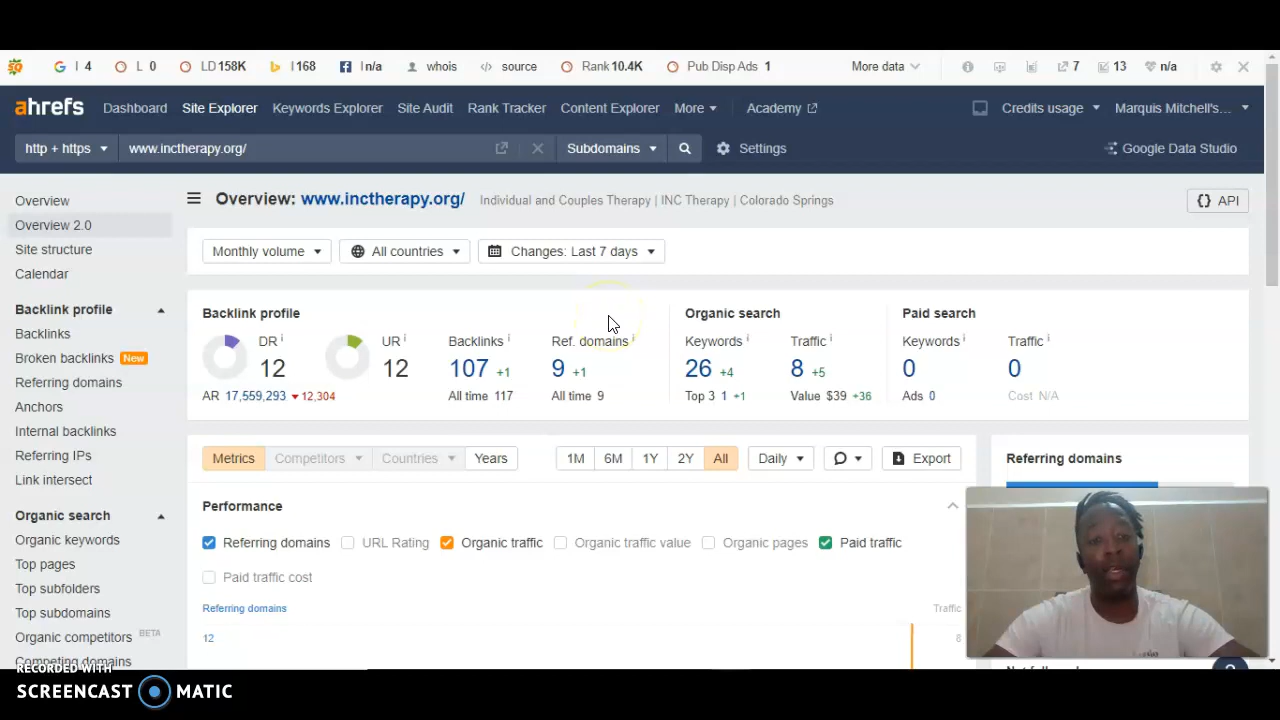 I 4 L 0 LD 158K I 168 I n/a whois source Rank 10.4K Pub Disp Ads 1 More data 7 13 n/a
ahrefs Dashboard Site Explorer Keywords Explorer Site Audit Rank Tracker Content Explorer More Academy Credits usage Marquis Mitchell's...
http + https www.inctherapy.org/ Subdomains Settings Google Data Studio
Overview
Overview 2.0
Site structure
Calendar
Backlink profile
Backlinks
Broken backlinks New
Referring domains
Anchors
Internal backlinks
Referring IPs
Link intersect
Organic search
Organic keywords
Top pages
Top subfolders
Top subdomains
Organic competitors BETA
Competing domains
Overview: www.inctherapy.org/ Individual and Couples Therapy | INC Therapy | Colorado Springs API
Monthly volume All countries Changes: Last 7 days
Backlink profile Organic search Paid search
DR UR Backlinks Ref. domains Keywords Traffic Keywords Traffic
12 12 107 +1 9 +1 26 +4 8 +5 0 0
AR 17,559,293 12,304 All time 117 All time 9 Top 3 1 +1 Value $39 +36 Ads 0 Cost N/A
Metrics Competitors Countries Years 1M 6M 1Y 2Y All Daily Export
Referring domains
Performance
Referring domains URL Rating Organic traffic Organic traffic value Organic pages Paid traffic
Paid traffic cost
Referring domains Traffic
12 8
RECORDED WITH
SCREENCAST MATIC